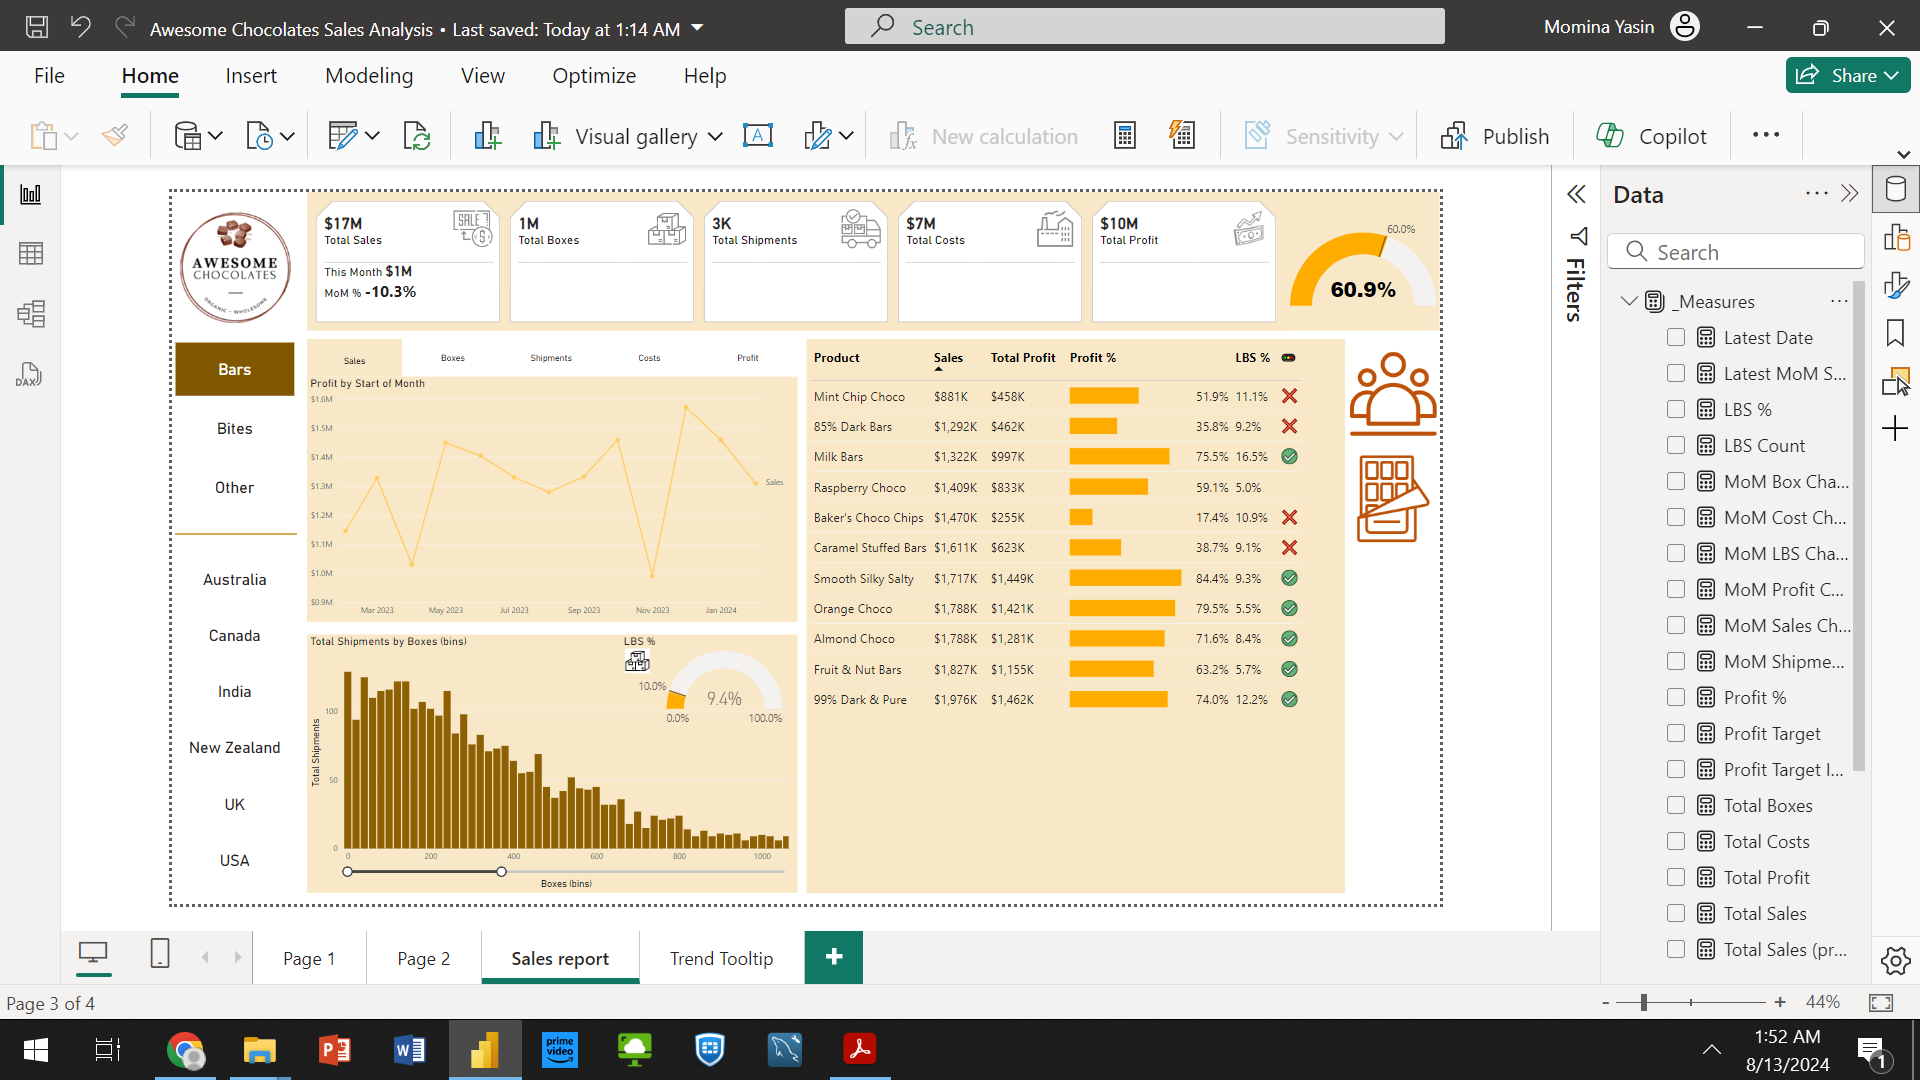 Awesome Chocolates Sales Analysis • Last saved: Today at 1:14 AM
Search
Momina Yasin
File
Home
Insert
Modeling
View
Optimize
Help
Share
Visual gallery
New calculation
Sensitivity
Publish
Copilot
AWESOME
CHOCOLATES
ORGANIC ~ WHOLESOME
$17M
Total Sales
This Month $1M
MoM % -10.3%
SALE
1M
Total Boxes
3K
Total Shipments
$7M
Total Costs
$10M
Total Profit
60.0%
60.9%
Bars
Bites
Other
Australia
Canada
India
New Zealand
UK
USA
Sales
Boxes
Shipments
Costs
Profit
Profit by Start of Month
$1.6M
$1.5M
$1.4M
$1.3M
$1.2M
$1.1M
$1.0M
$0.9M
Sales
Mar 2023
May 2023
Jul 2023
Sep 2023
Nov 2023
Jan 2024
Total Shipments by Boxes (bins)
LBS %
10.0%
9.4%
0.0%
100.0%
Total Shipments
100
50
0
0
200
400
600
800
1000
Boxes (bins)
Product Sales Total Profit Profit % LBS %
Mint Chip Choco $881K $458K 51.9% 11.1%
85% Dark Bars $1,292K $462K 35.8% 9.2%
Milk Bars $1,322K $997K 75.5% 16.5%
Raspberry Choco $1,409K $833K 59.1% 5.0%
Baker's Choco Chips $1,470K $255K 17.4% 10.9%
Caramel Stuffed Bars $1,611K $623K 38.7% 9.1%
Smooth Silky Salty $1,717K $1,449K 84.4% 9.3%
Orange Choco $1,788K $1,421K 79.5% 5.5%
Almond Choco $1,788K $1,281K 71.6% 8.4%
Fruit & Nut Bars $1,827K $1,155K 63.2% 5.7%
99% Dark & Pure $1,976K $1,462K 74.0% 12.2%
Filters
Data
Search
_Measures
Latest Date
Latest MoM S...
LBS %
LBS Count
MoM Box Cha...
MoM Cost Ch...
MoM LBS Cha...
MoM Profit C...
MoM Sales Ch...
MoM Shipme...
Profit %
Profit Target
Profit Target I...
Total Boxes
Total Costs
Total Profit
Total Sales
Total Sales (pr...
DAX
Page 1
Page 2
Sales report
Trend Tooltip
Page 3 of 4
44%
prime
video
1:52 AM
8/13/2024
1